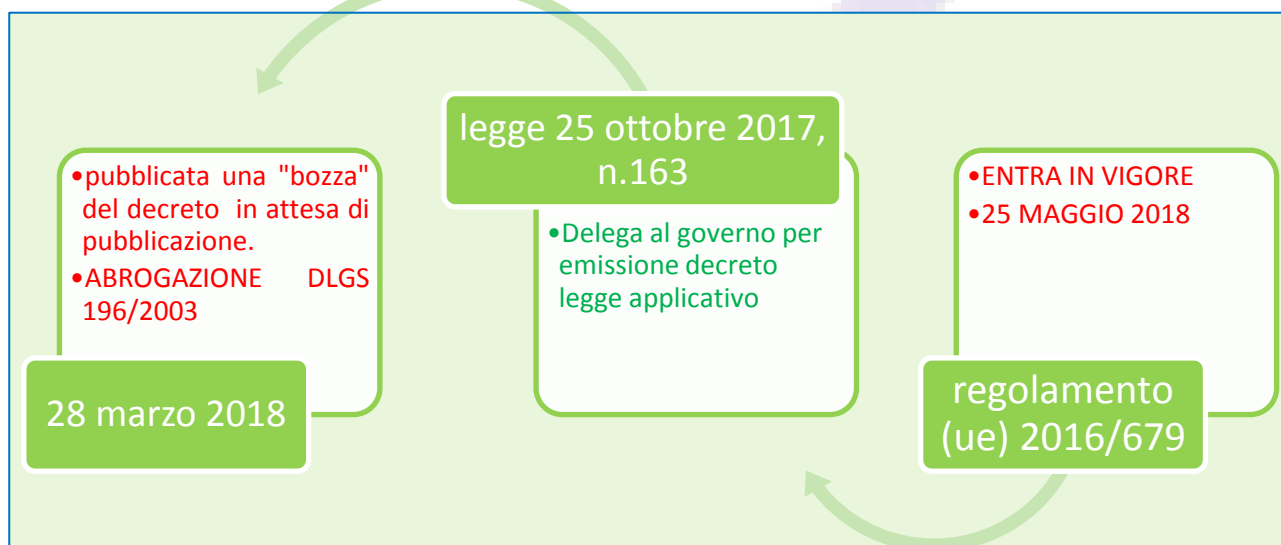 •pubblicata una "bozza"
del decreto in attesa di
pubblicazione.
•ABROGAZIONE DLGS
196/2003
28 marzo 2018
legge 25 ottobre 2017,
n.163
•Delega al governo per
emissione decreto
legge applicativo
•ENTRA IN VIGORE
•25 MAGGIO 2018
regolamento
(ue) 2016/679